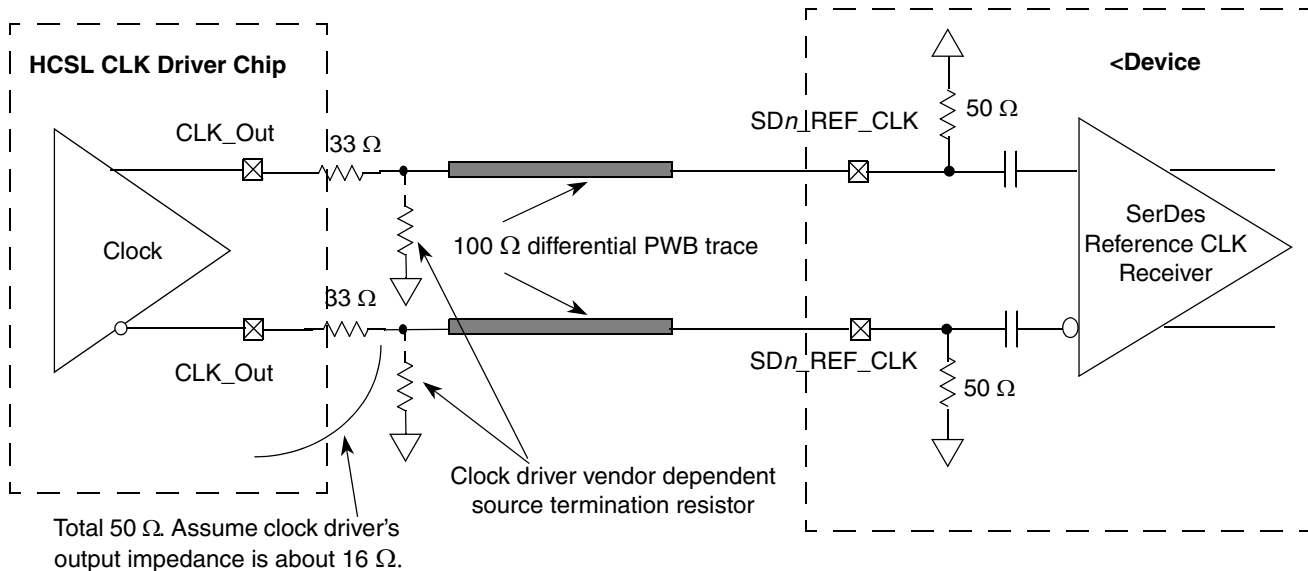 HCSL CLK Driver Chip
<Device
CLK_Out
33 Ω
SDn_REF_CLK
50 Ω
Clock
100 Ω differential PWB trace
SerDes
Reference CLK
Receiver
33 Ω
CLK_Out
SDn_REF_CLK
50 Ω
Clock driver vendor dependent
source termination resistor
Total 50 Ω. Assume clock driver's
output impedance is about 16 Ω.